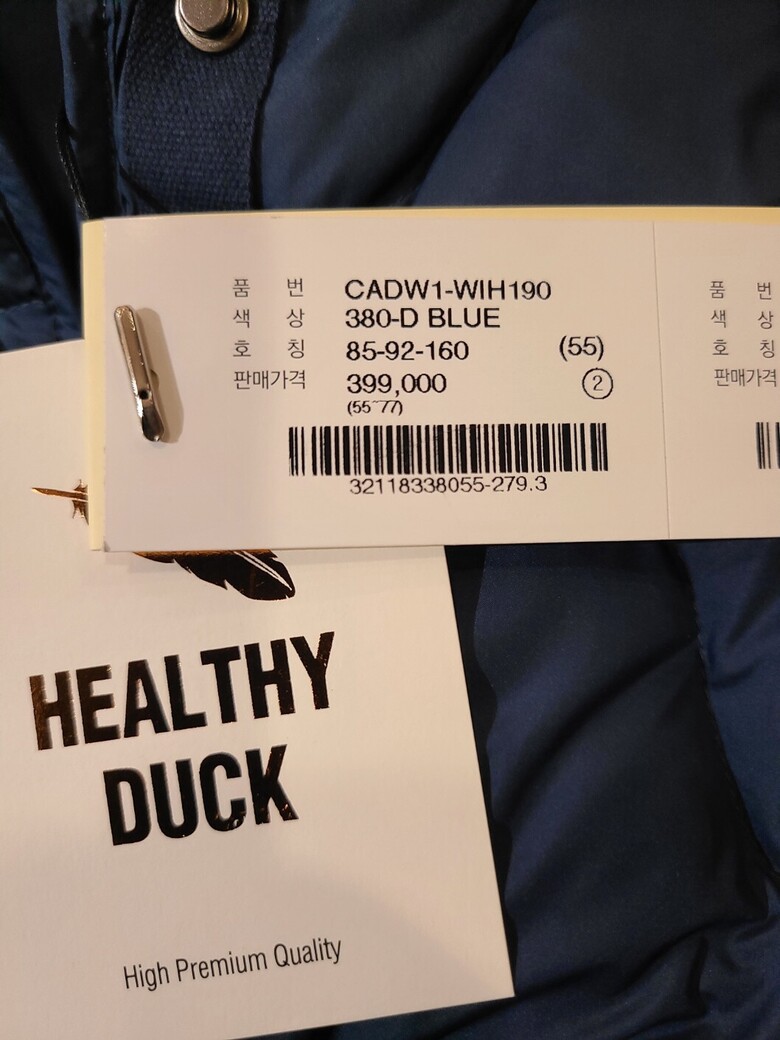 품 번 CADW1-WIH190
색 상 380-D BLUE
호 칭 85-92-160 (55)
판매가격 399,000 2
(55~77)
32118338055-279.3
품 번
색 상
호 칭
판매가격
HEALTHY
DUCK
High Premium Quality